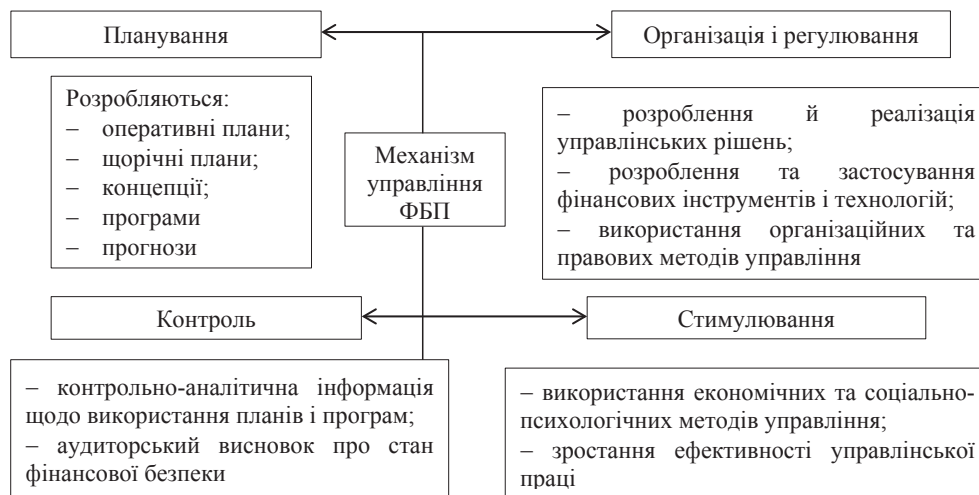 Планування
Організація і регулювання
Розробляються:
– оперативні плани;
– щорічні плани;
– концепції;
– програми
– прогнози
Механізм
управління
ФБП
– розроблення й реалізація
управлінських рішень;
– розроблення та застосування
фінансових інструментів і технологій;
– використання організаційних та
правових методів управління
Контроль
Стимулювання
– контрольно-аналітична інформація
щодо використання планів і програм;
– аудиторський висновок про стан
фінансової безпеки
– використання економічних та соціально-
психологічних методів управління;
– зростання ефективності управлінської
праці